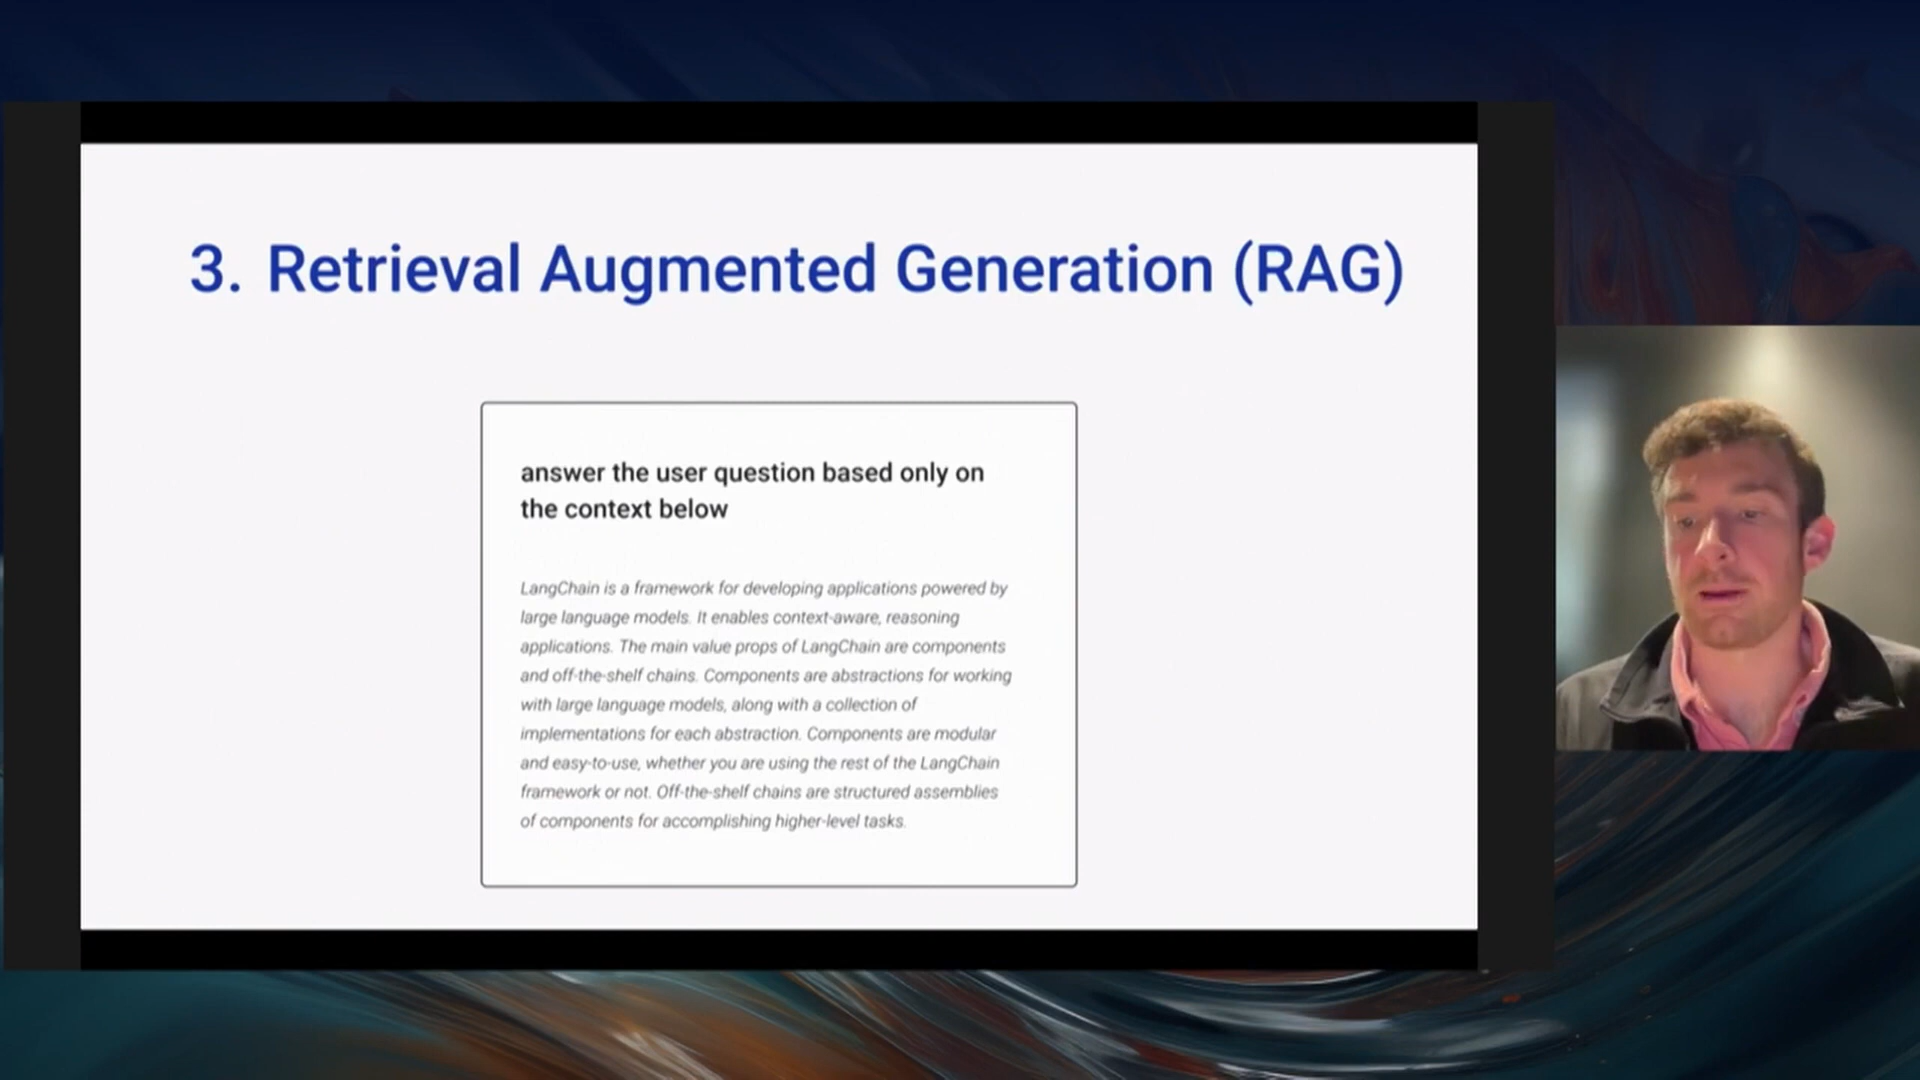 3. Retrieval Augmented Generation (RAG)
answer the user question based only on
the context below
LangChain is a framework for developing applications powered by
large language models. It enables context-aware, reasoning
applications. The main value props of LangChain are components
and off-the-shelf chains. Components are abstractions for working
with large language models, along with a collection of
implementations for each abstraction. Components are modular
and easy-to-use, whether you are using the rest of the LangChain
framework or not. Off-the-shelf chains are structured assemblies
of components for accomplishing higher-level tasks.